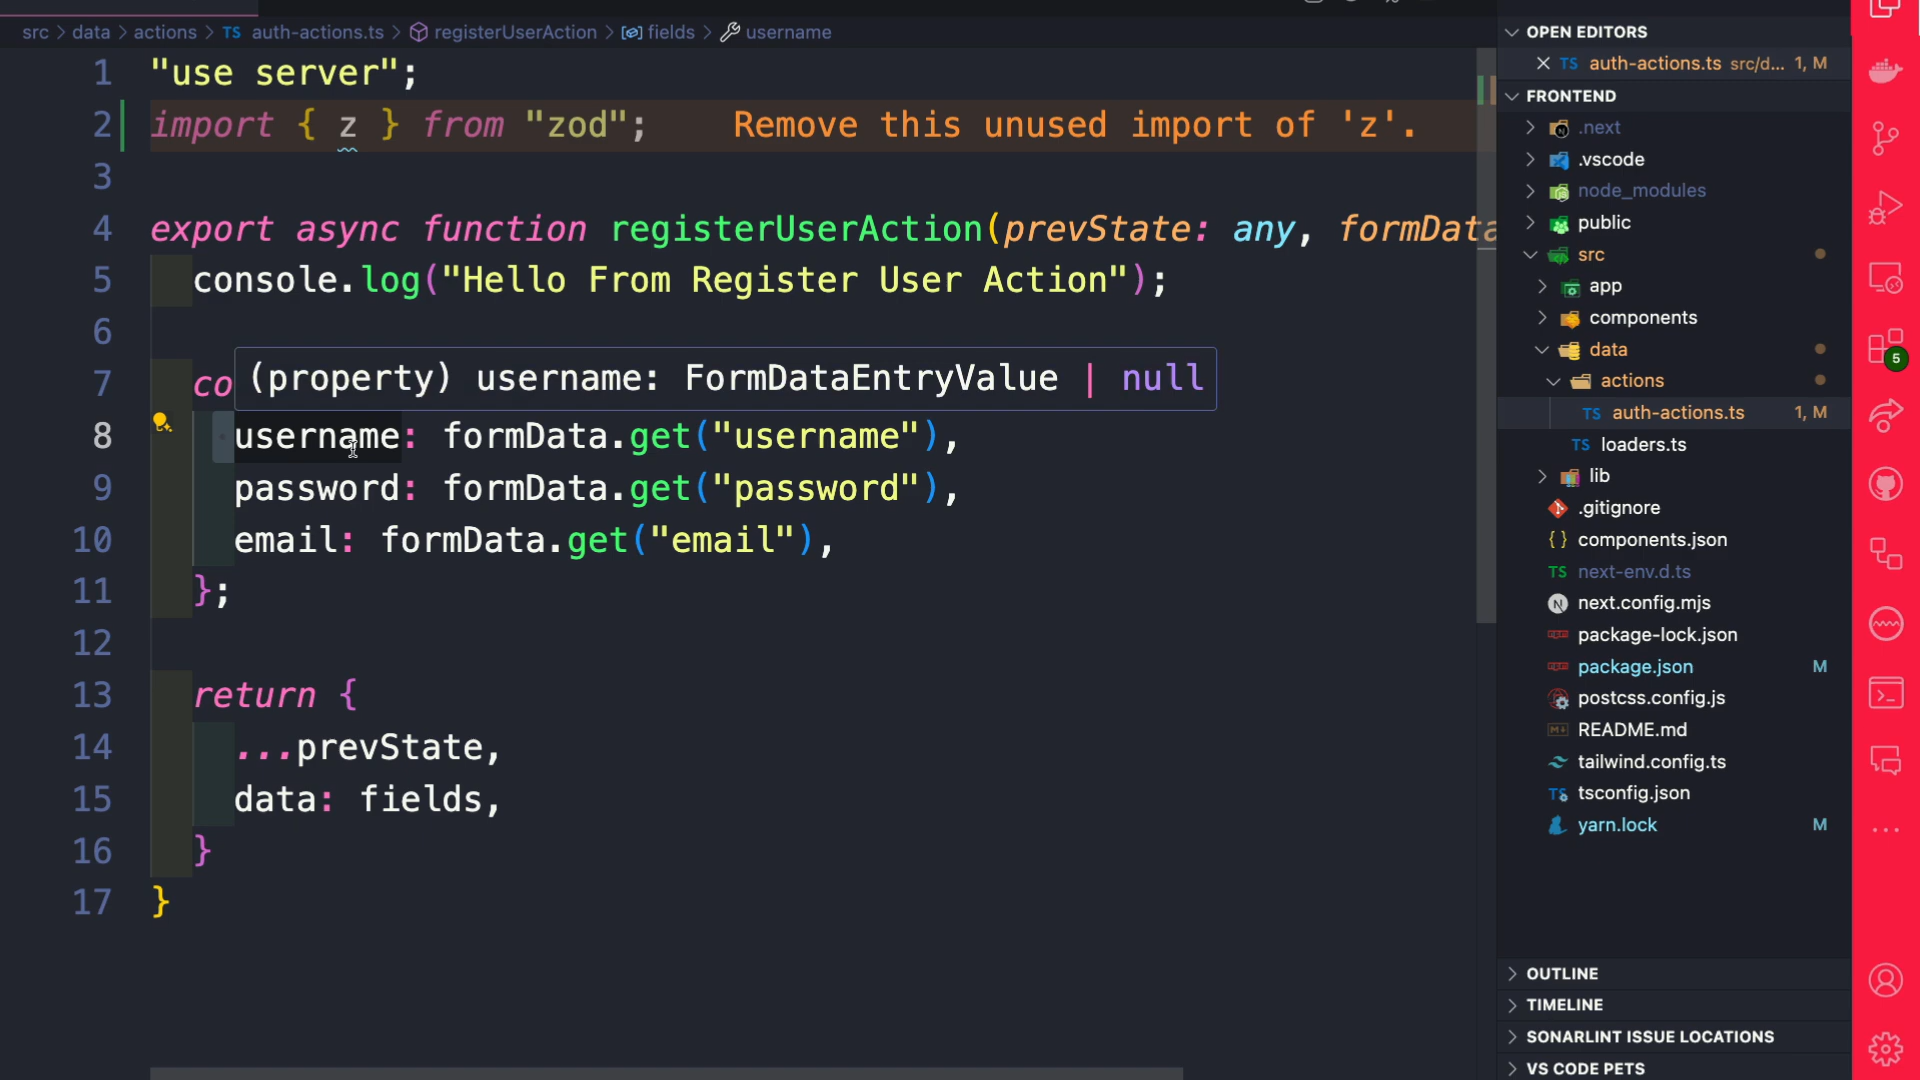 src > data > actions > TS auth-actions.ts > registerUserAction > fields > username
1 "use server";
2 import { z } from "zod"; Remove this unused import of 'z'.
3
4 export async function registerUserAction(prevState: any, formData
5 console.log("Hello From Register User Action");
6
(property) username: FormDataEntryValue | null
7 co
8 username: formData.get("username"),
9 password: formData.get("password"),
10 email: formData.get("email"),
11 };
12
13 return {
14 ...prevState,
15 data: fields,
16 }
17 }
OPEN EDITORS
TS auth-actions.ts src/d... 1, M
FRONTEND
.next
.vscode
node_modules
public
src
app
components
data
actions
TS auth-actions.ts 1, M
TS loaders.ts
lib
.gitignore
{ } components.json
TS next-env.d.ts
N next.config.mjs
package-lock.json
package.json M
postcss.config.js
README.md
tailwind.config.ts
TS tsconfig.json
yarn.lock M
OUTLINE
TIMELINE
SONARLINT ISSUE LOCATIONS
VS CODE PETS
5